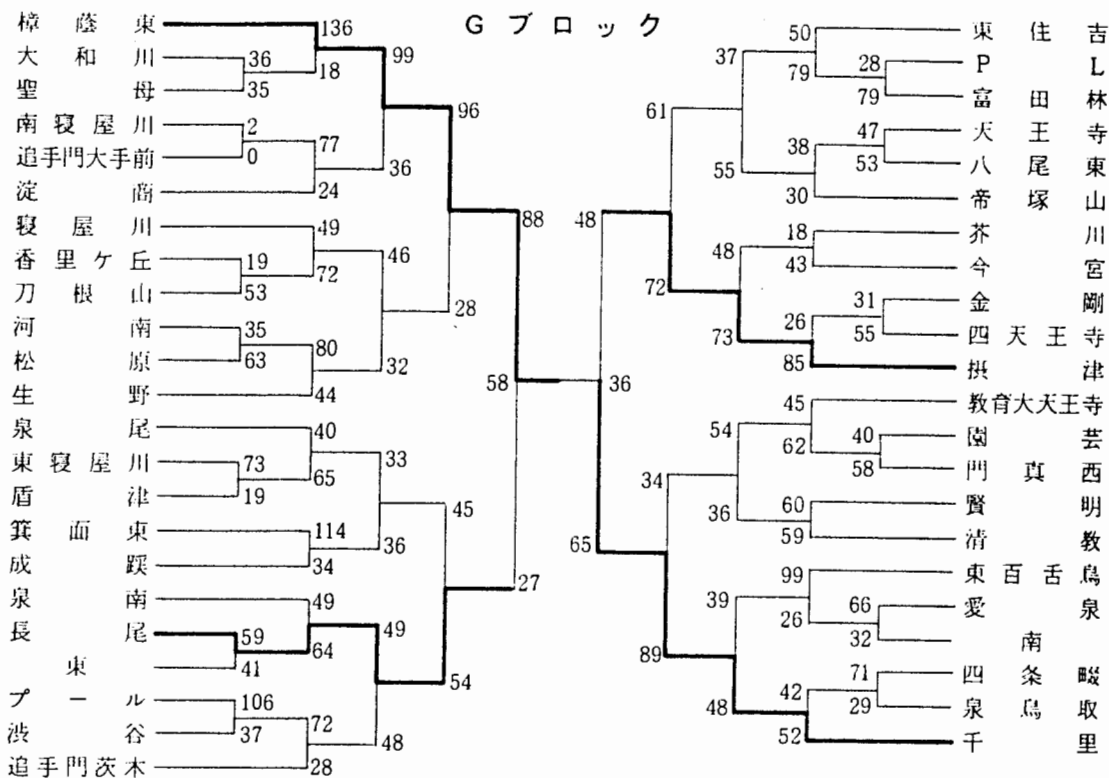 Gブロック
樟蔭東
136
大和川
36
18
99
聖母
35
96
南寝屋川
2
77
追手門大手前
0
36
淀商
24
88
寝屋川
49
46
香里ケ丘
19
72
刀根山
53
28
河南
35
80
松原
63
32
生野
44
58
泉尾
40
33
東寝屋川
73
65
盾津
19
45
箕面東
114
36
成蹊
34
27
泉南
49
49
長尾
59
64
東
41
54
プール
106
72
渋谷
37
48
追手門茨木
28
50
東住吉
37
28
PL
79
79
富田林
61
47
天王寺
38
53
八尾東
55
30
帝塚山
48
18
芥川
48
43
今宮
72
31
金剛
26
55
四天王寺
73
85
摂津
36
45
教育大天王寺
54
40
園芸
62
58
門真西
34
60
賢明
36
59
清教
65
99
東百舌鳥
39
66
愛泉
26
32
南
89
71
四条畷
42
29
泉鳥取
48
52
千里